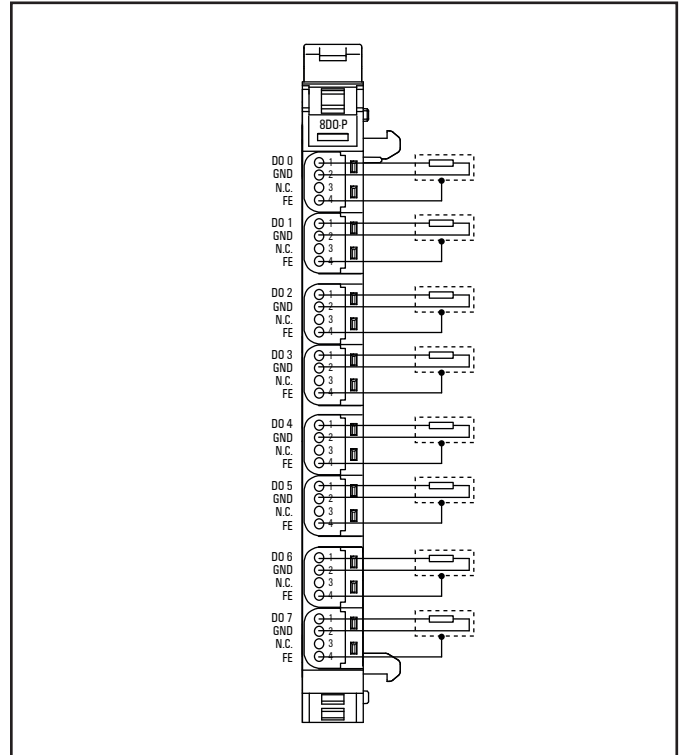 8DO-P
DO 0 1
GND 2
N.C. 3
FE 4
DO 1 1
GND 2
N.C. 3
FE 4
DO 2 1
GND 2
N.C. 3
FE 4
DO 3 1
GND 2
N.C. 3
FE 4
DO 4 1
GND 2
N.C. 3
FE 4
DO 5 1
GND 2
N.C. 3
FE 4
DO 6 1
GND 2
N.C. 3
FE 4
DO 7 1
GND 2
N.C. 3
FE 4